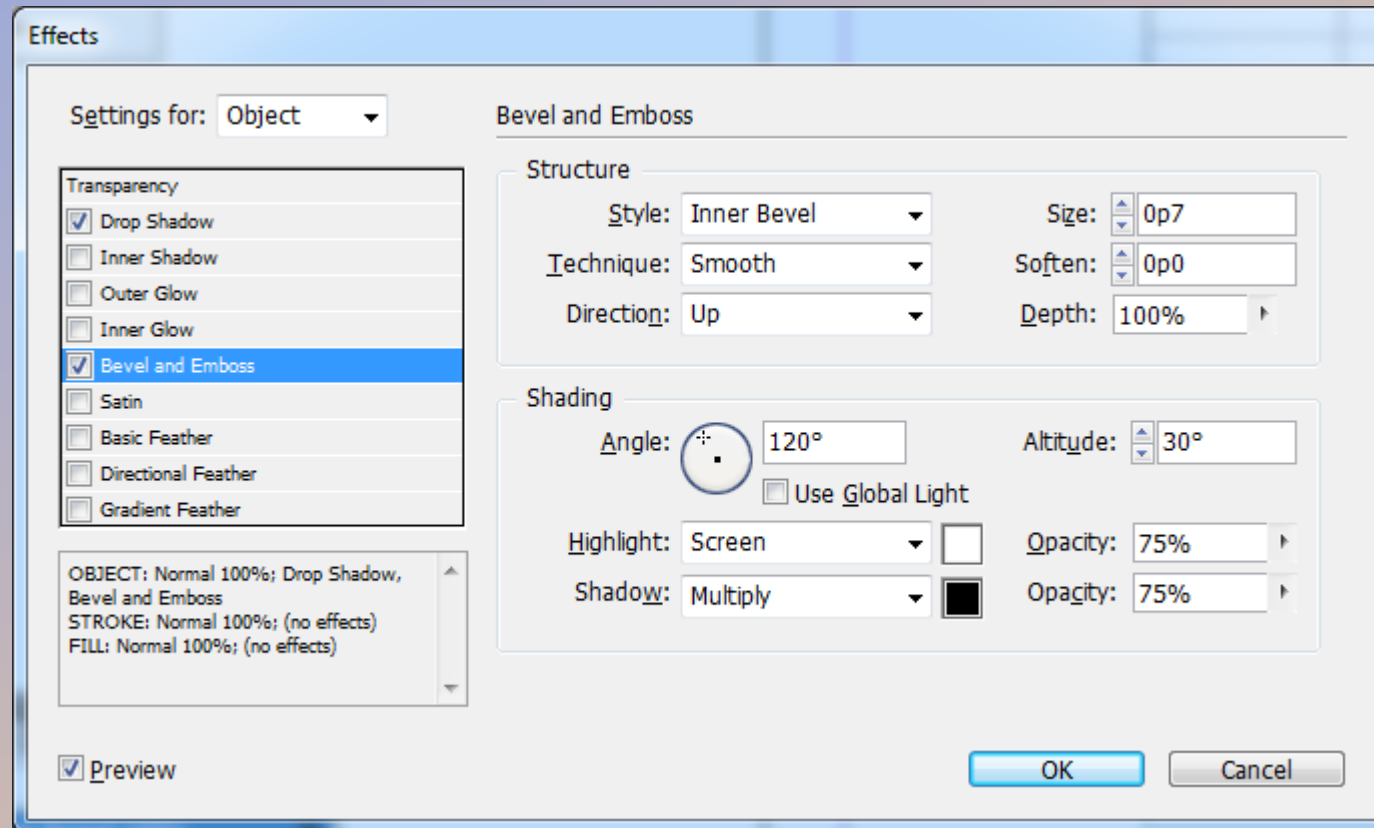 Effects
Settings for: Object
Transparency
Drop Shadow
Inner Shadow
Outer Glow
Inner Glow
Bevel and Emboss
Satin
Basic Feather
Directional Feather
Gradient Feather
OBJECT: Normal 100%; Drop Shadow,
Bevel and Emboss
STROKE: Normal 100%; (no effects)
FILL: Normal 100%; (no effects)
Preview
Bevel and Emboss
Structure
Style: Inner Bevel Size: 0p7
Technique: Smooth Soften: 0p0
Direction: Up Depth: 100%
Shading
Angle: 120° Altitude: 30°
Use Global Light
Highlight: Screen Opacity: 75%
Shadow: Multiply Opacity: 75%
OK Cancel